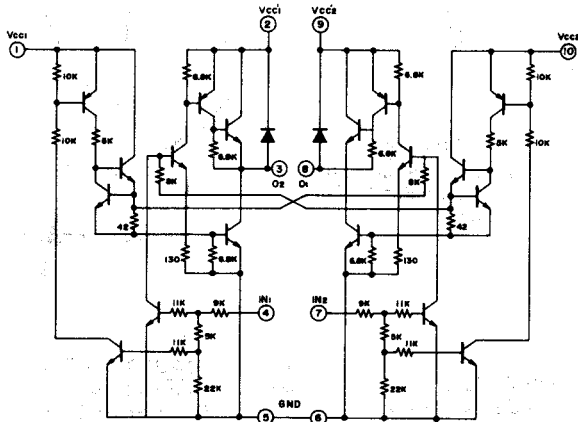 VCC1' 2
VCC2' 9
VCC1 1
VCC2 10
10K 6.8K 6.8K 10K
10K 5K 6.8K 6.8K 5K 10K
8K 3 O2 8 O1 8K
42 42
130 6.8K 6.8K 130
11K 9K IN1 4
IN2 7 9K 11K
5K 5K
11K 11K
22K 22K
GND
5 6